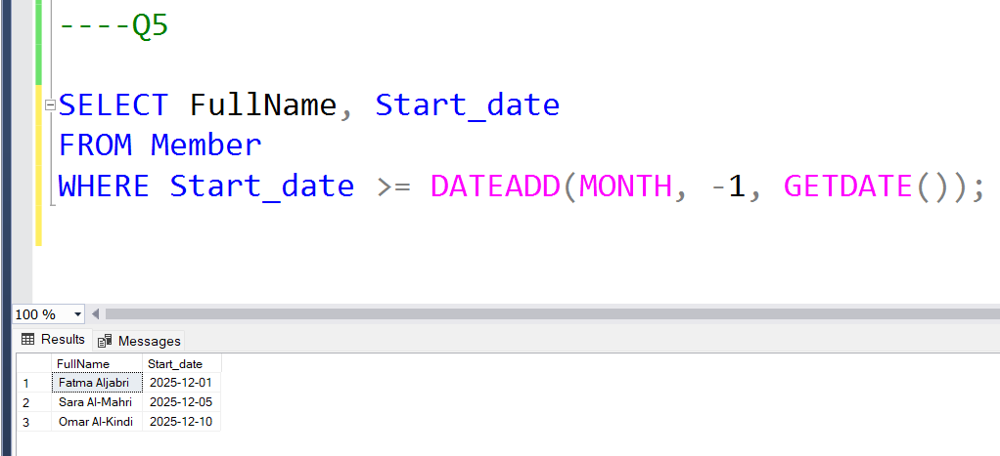 ----Q5
SELECT FullName, Start_date
FROM Member
WHERE Start_date >= DATEADD(MONTH, -1, GETDATE());
100 %
Results Messages
FullName Start_date
1 Fatma Aljabri 2025-12-01
2 Sara Al-Mahri 2025-12-05
3 Omar Al-Kindi 2025-12-10